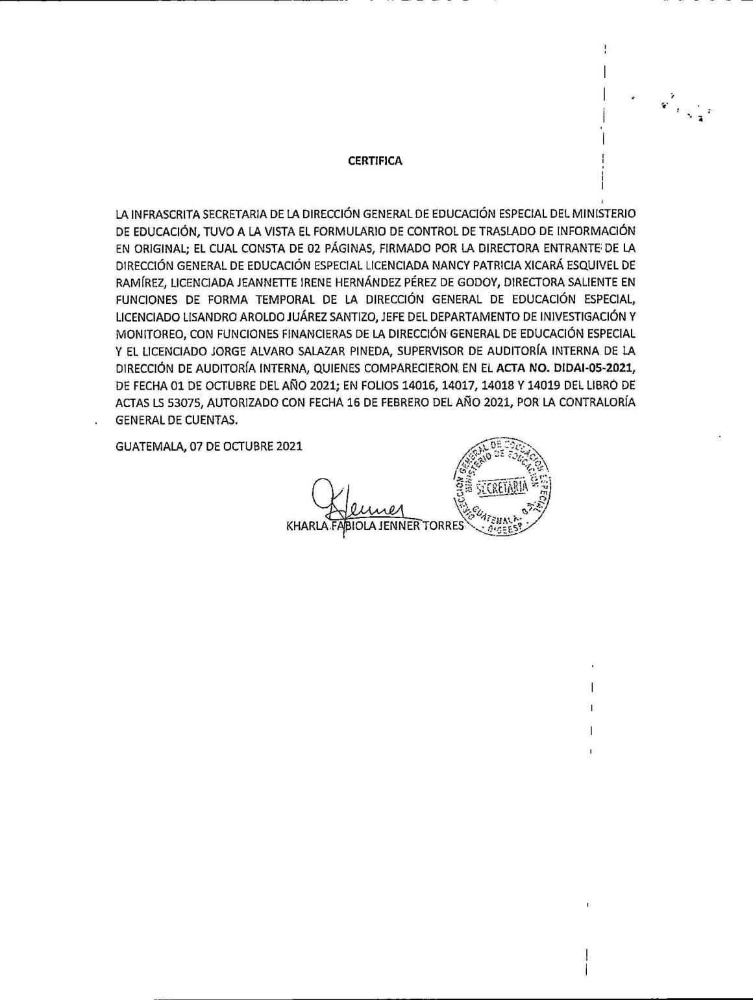 CERTIFICA
LA INFRASCRITA SECRETARIA DE LA DIRECCIÓN GENERAL DE EDUCACIÓN ESPECIAL DEL MINISTERIO
DE EDUCACIÓN, TUVO A LA VISTA EL FORMULARIO DE CONTROL DE TRASLADO DE INFORMACIÓN
EN ORIGINAL; EL CUAL CONSTA DE 02 PÁGINAS, FIRMADO POR LA DIRECTORA ENTRANTE DE LA
DIRECCIÓN GENERAL DE EDUCACIÓN ESPECIAL LICENCIADA NANCY PATRICIA XICARÁ ESQUIVEL DE
RAMÍREZ, LICENCIADA JEANNETTE IRENE HERNÁNDEZ PÉREZ DE GODOY, DIRECTORA SALIENTE EN
FUNCIONES DE FORMA TEMPORAL DE LA DIRECCIÓN GENERAL DE EDUCACIÓN ESPECIAL,
LICENCIADO LISANDRO AROLDO JUÁREZ SANTIZO, JEFE DEL DEPARTAMENTO DE INIVESTIGACIÓN Y
MONITOREO, CON FUNCIONES FINANCIERAS DE LA DIRECCIÓN GENERAL DE EDUCACIÓN ESPECIAL
Y EL LICENCIADO JORGE ALVARO SALAZAR PINEDA, SUPERVISOR DE AUDITORÍA INTERNA DE LA
DIRECCIÓN DE AUDITORÍA INTERNA, QUIENES COMPARECIERON EN EL ACTA NO. DIDAI-05-2021,
DE FECHA 01 DE OCTUBRE DEL AÑO 2021; EN FOLIOS 14016, 14017, 14018 Y 14019 DEL LIBRO DE
ACTAS LS 53075, AUTORIZADO CON FECHA 16 DE FEBRERO DEL AÑO 2021, POR LA CONTRALORÍA
GENERAL DE CUENTAS.
GUATEMALA, 07 DE OCTUBRE 2021
DIRECCION GENERAL DE EDUCACION ESPECIAL
MINISTERIO DE EDUCACION
SECRETARIA
GUATEMALA, C.A.
DIGEESP
KJenner
KHARLA FABIOLA JENNER TORRES